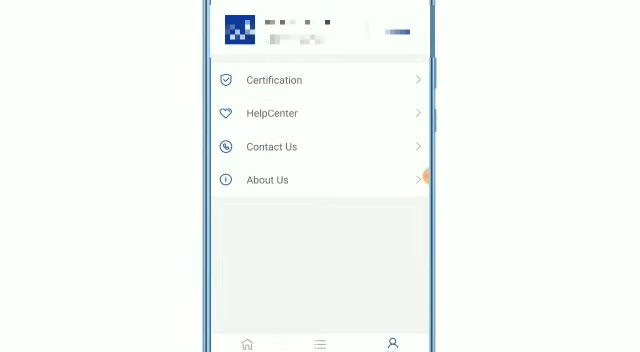 Certification
HelpCenter
Contact Us
About Us